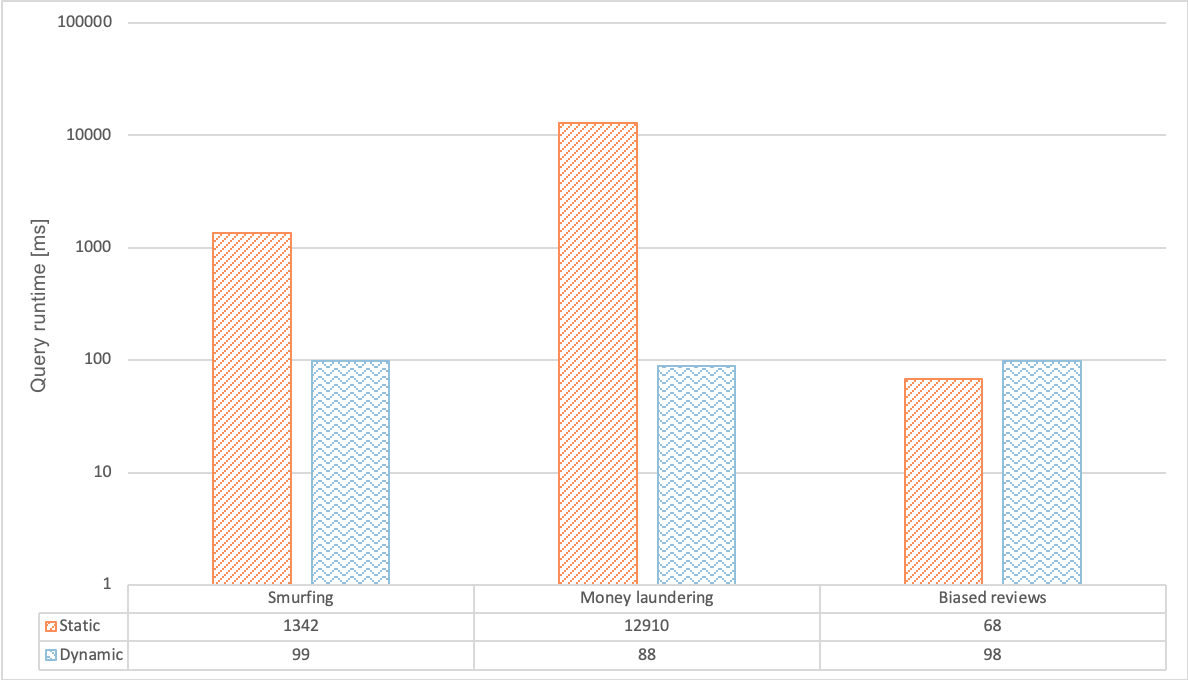 100000
10000
1000
100
10
1
Query runtime [ms]
Smurfing Money laundering Biased reviews
Static 1342 12910 68
Dynamic 99 88 98